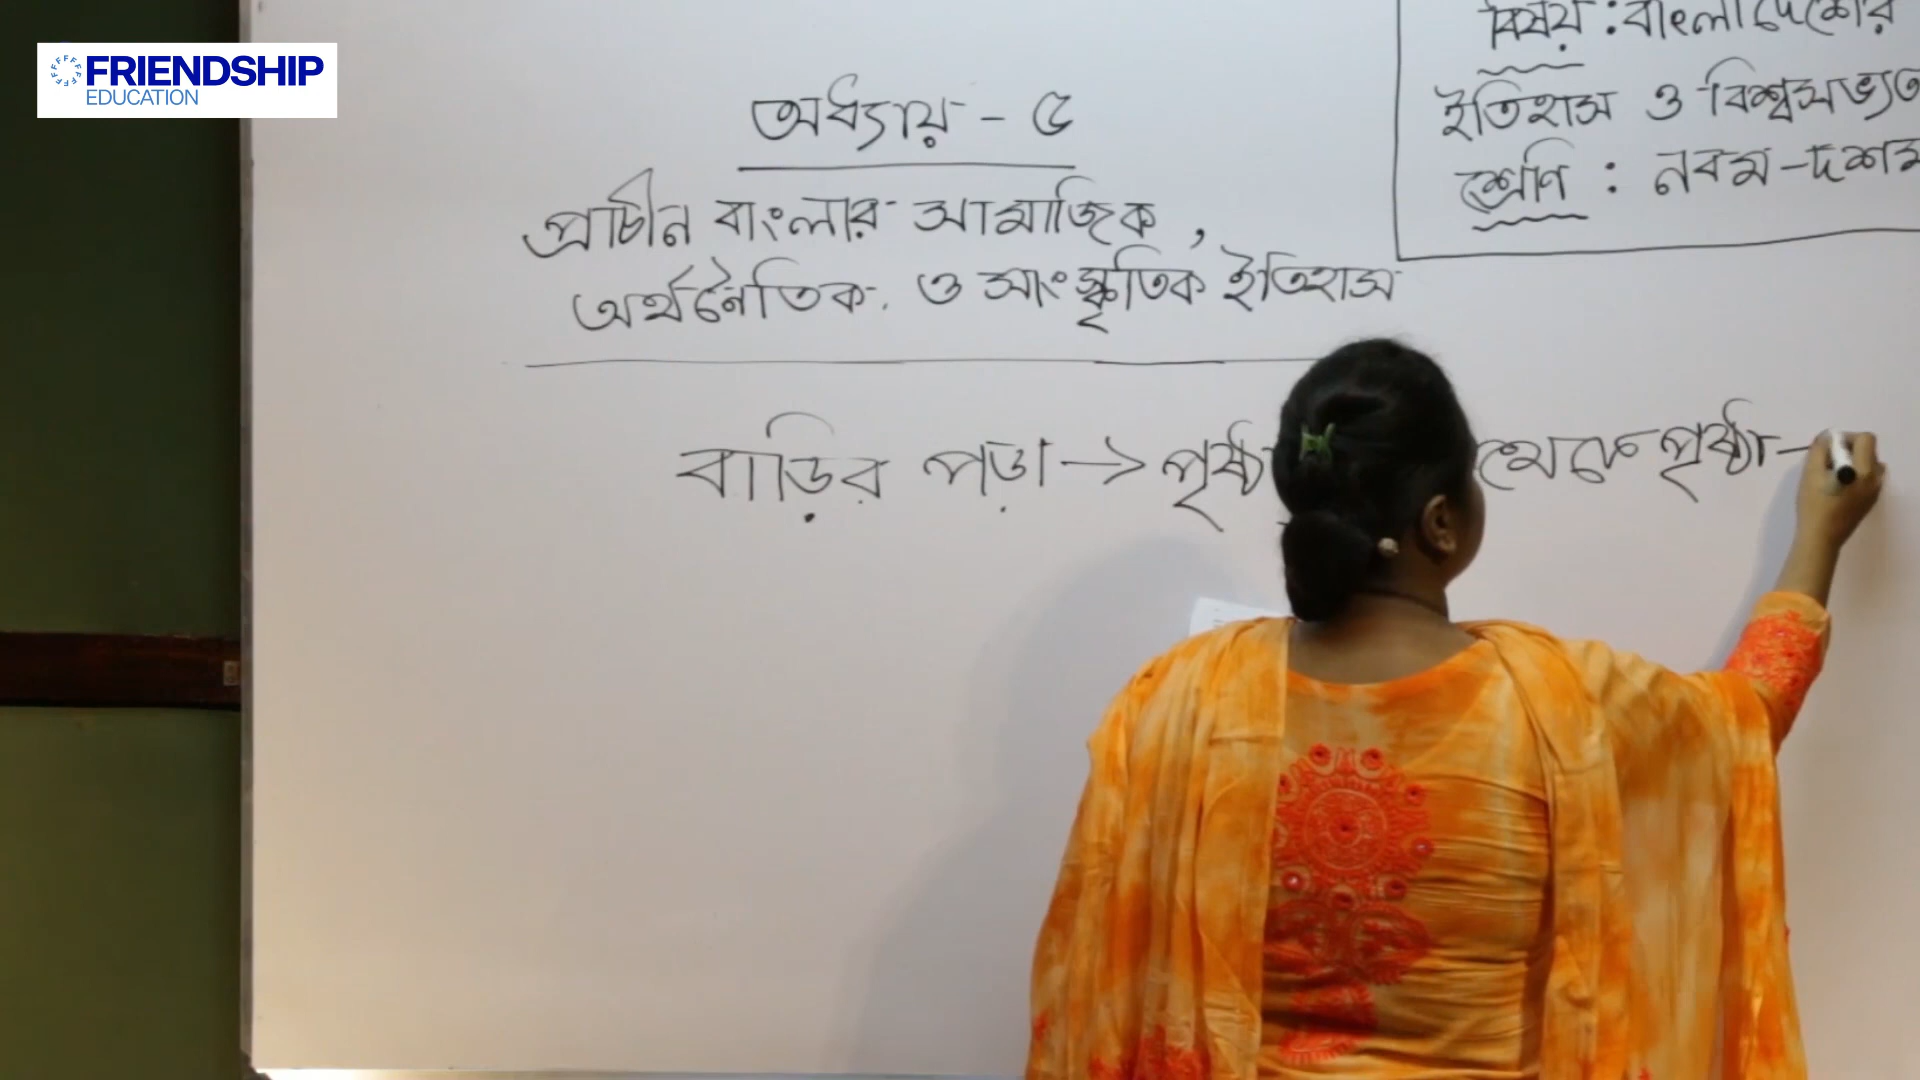 FRIENDSHIP
EDUCATION
বিষয় : বাংলাদেশের
ইতিহাস ও বিশ্বসভ্যতা
শ্রেণি : নবম-দশম
অধ্যায় - ৫
প্রাচীন বাংলার সামাজিক,
অর্থনৈতিক ও সাংস্কৃতিক ইতিহাস
বাড়ির পড়া → পৃষ্ঠা থেকে পৃষ্ঠা -